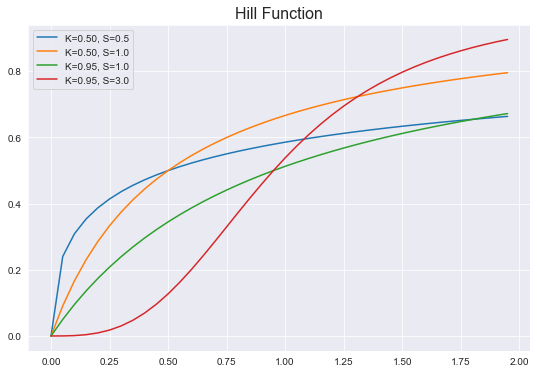 Hill Function
K=0.50, S=0.5
K=0.50, S=1.0
K=0.95, S=1.0
K=0.95, S=3.0
0.8
0.6
0.4
0.2
0.0
0.00 0.25 0.50 0.75 1.00 1.25 1.50 1.75 2.00